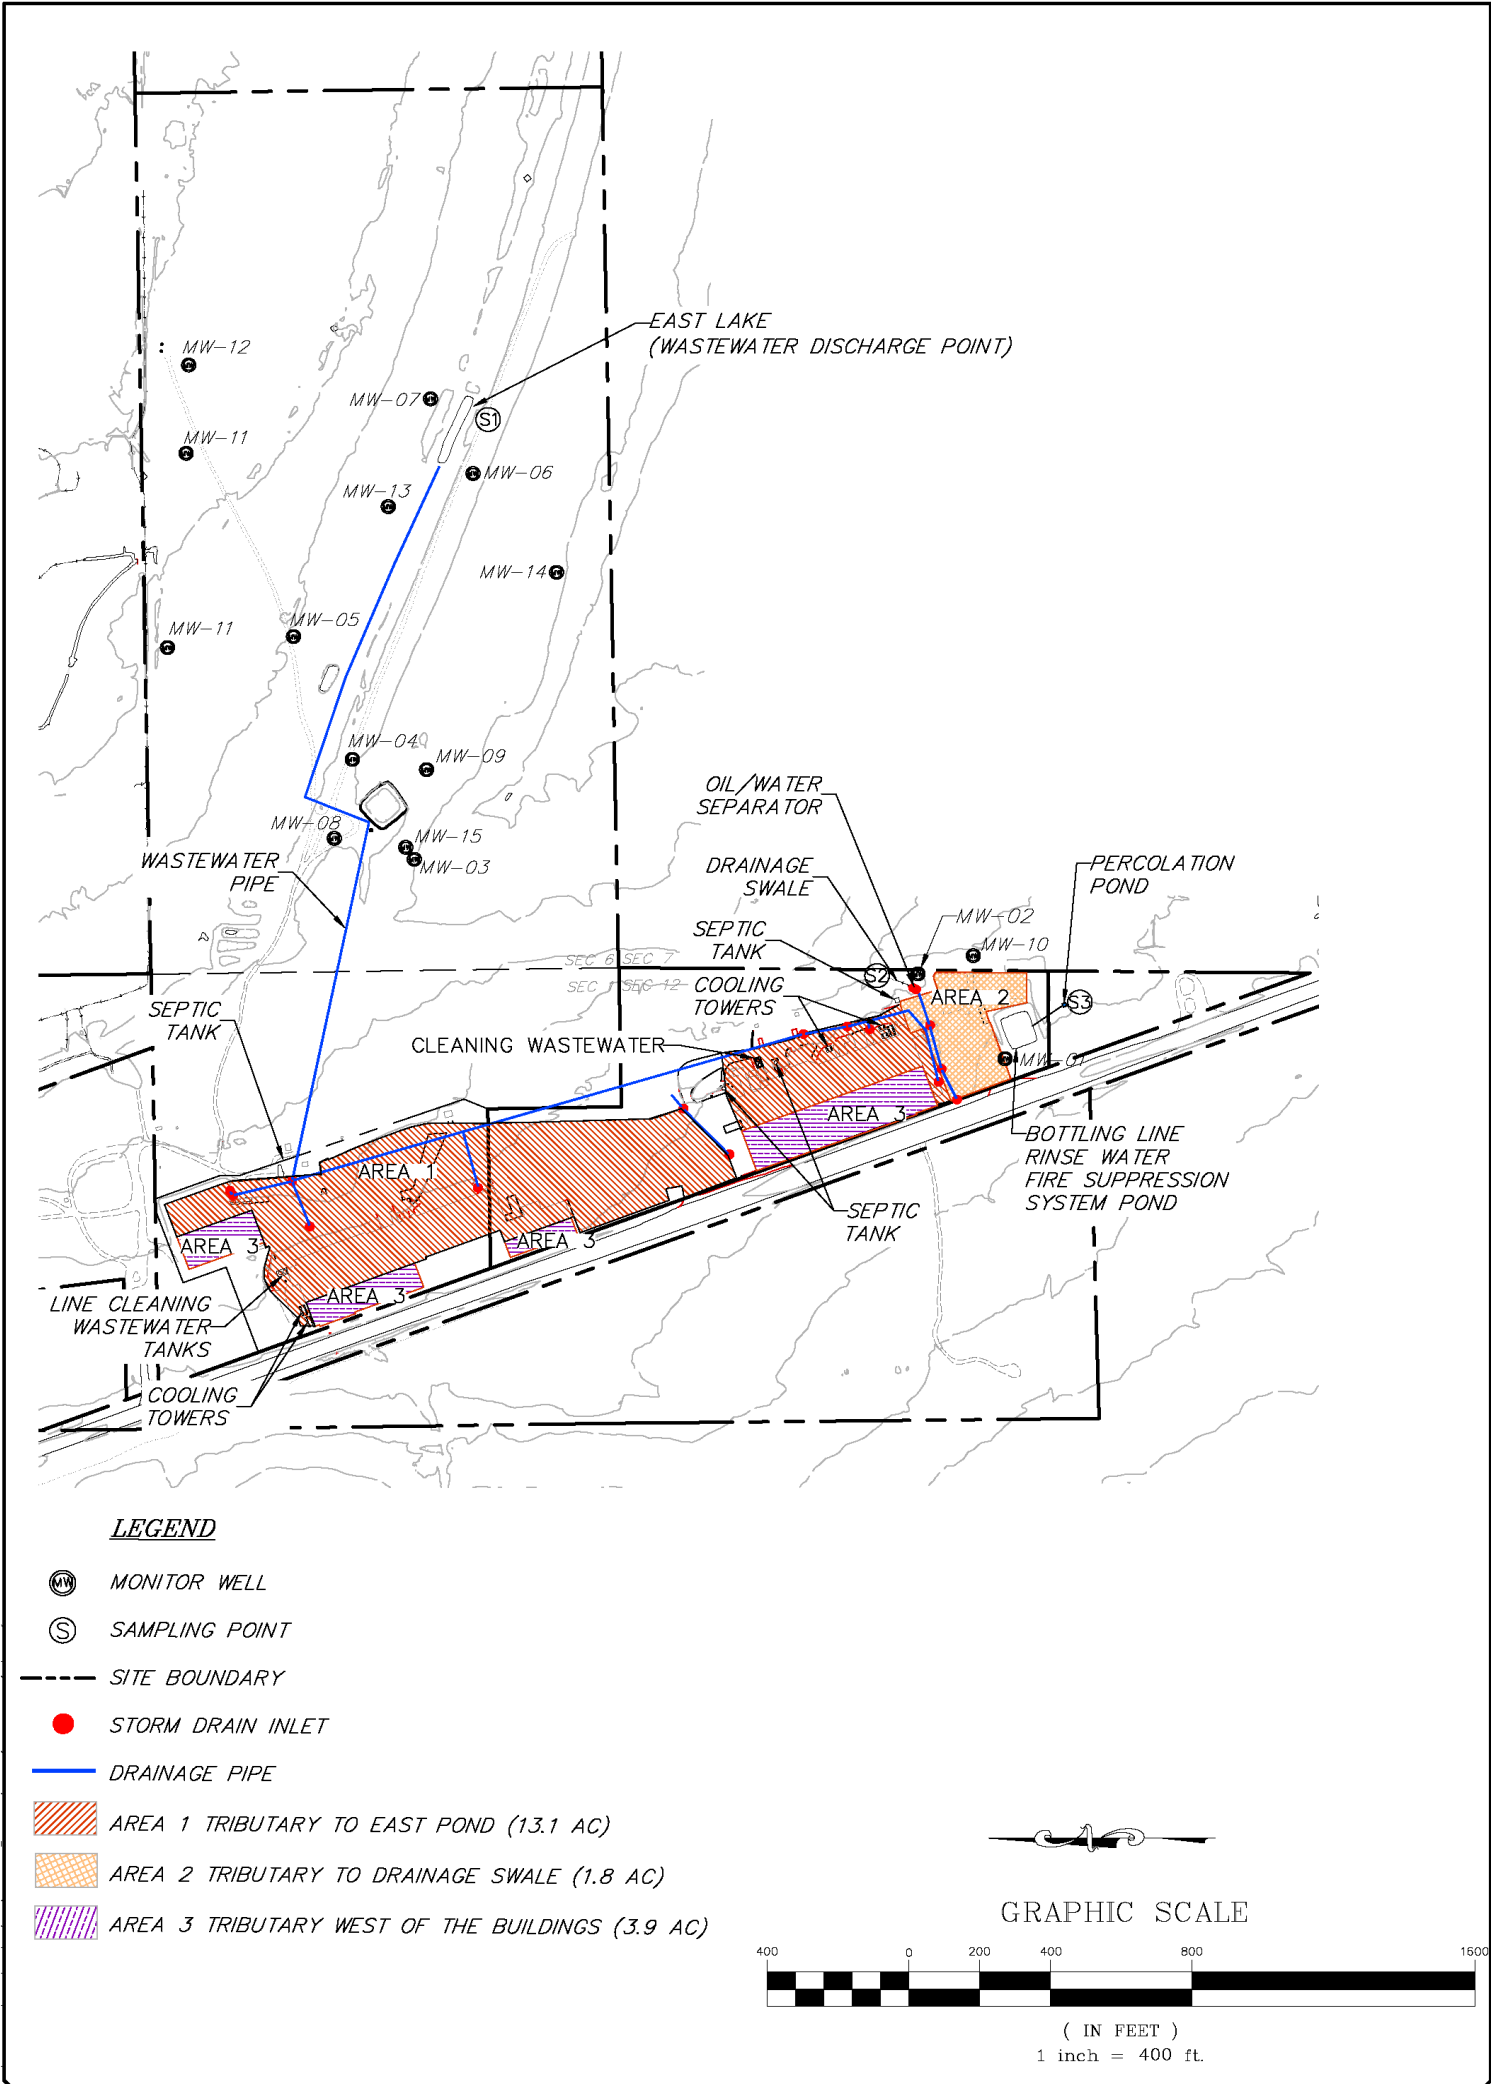 EAST LAKE
(WASTEWATER DISCHARGE POINT)
MW-12
MW-07
S1
MW-11
MW-06
MW-13
MW-14
MW-11
MW-05
MW-04
MW-09
OIL/WATER
SEPARATOR
MW-08
MW-15
MW-03
WASTEWATER
PIPE
DRAINAGE
SWALE
PERCOLATION
POND
MW-02
SEPTIC
TANK
MW-10
SEC 6 SEC 7
SEC 1 SEC 12
S2
COOLING
TOWERS
AREA 2
S3
SEPTIC
TANK
CLEANING WASTEWATER
MW-01
AREA 3
BOTTLING LINE
RINSE WATER
FIRE SUPPRESSION
SYSTEM POND
AREA 1
SEPTIC
TANK
AREA 3
AREA 3
AREA 3
LINE CLEANING
WASTEWATER
TANKS
COOLING
TOWERS
LEGEND
MW MONITOR WELL
S SAMPLING POINT
SITE BOUNDARY
STORM DRAIN INLET
DRAINAGE PIPE
AREA 1 TRIBUTARY TO EAST POND (13.1 AC)
AREA 2 TRIBUTARY TO DRAINAGE SWALE (1.8 AC)
AREA 3 TRIBUTARY WEST OF THE BUILDINGS (3.9 AC)
N
GRAPHIC SCALE
400 0 200 400 800 1600
( IN FEET )
1 inch = 400 ft.